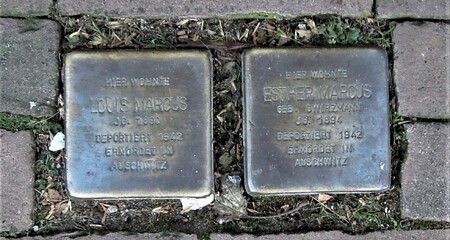 HIER WOHNTE
LOUIS MARCUS
JG.
DEPORTIERT 1942
ERMORDET IN
AUSCHWITZ
HIER WOHNTE
ESTHER MARCUS
GEB.
JG. 1894
DEPORTIERT 1942
ERMORDET IN
AUSCHWITZ